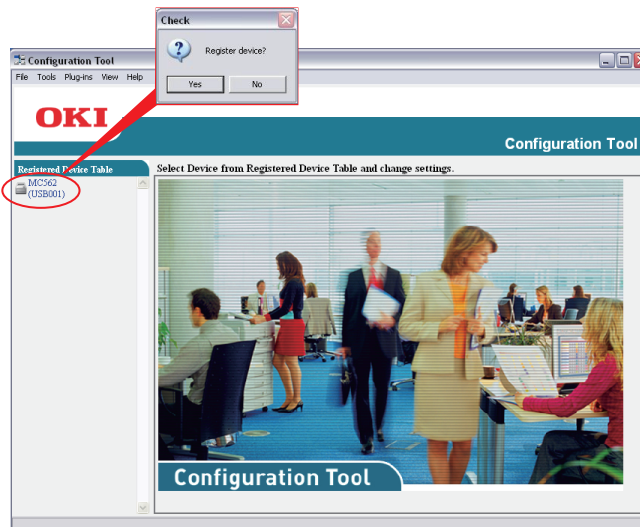 Check
Register device?
Yes
No
Configuration Tool
File Tools Plug-ins View Help
OKI
Configuration Tool
Registered Device Table
Select Device from Registered Device Table and change settings.
MC562
(USB001)
Configuration Tool